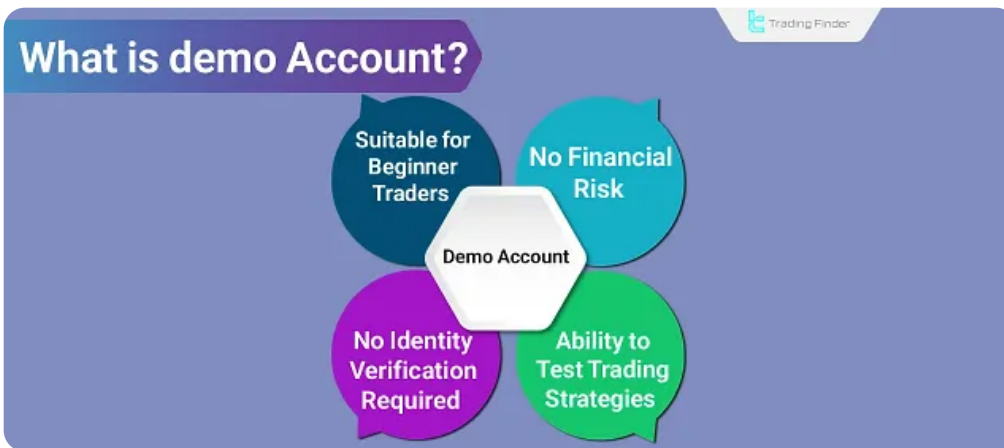 What is demo Account?
Trading Finder
Suitable for
Beginner
Traders
No Financial
Risk
Demo Account
No Identity
Verification
Required
Ability to
Test Trading
Strategies